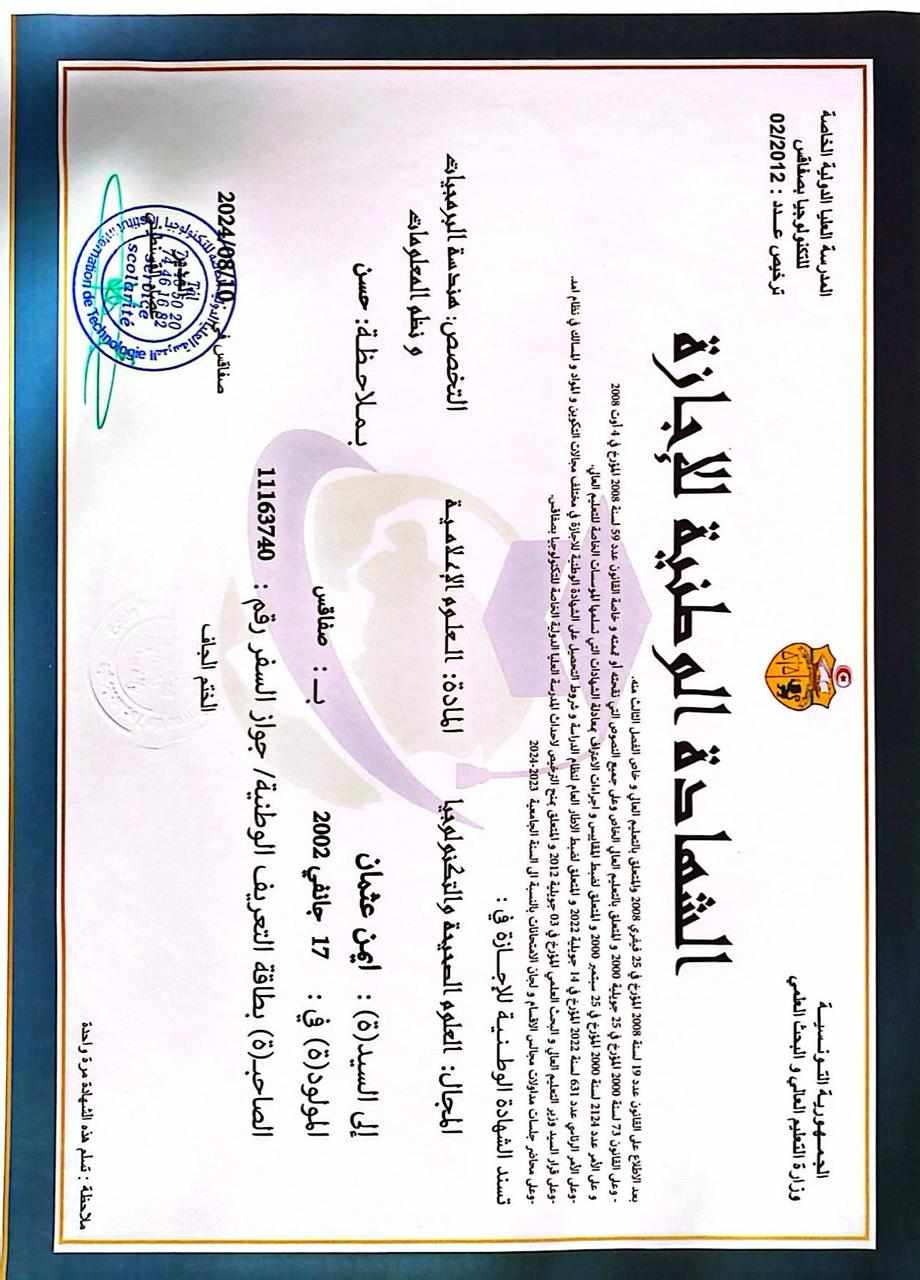 الجمهورية التونسية
وزارة التعليم العالي و البحث العلمي
المدرسة العليا الدولية الخاصة
للتكنولوجيا بصفاقس
ترخيص عدد : 02/2012
الشهادة الوطنية للإجازة
بعد الاطلاع على القانون عدد 19 لسنة 2008 المؤرخ في 25 فيفري 2008 والمتعلق بالتعليم العالي و خاص الفصل الثالث منه.
- وعلى القانون 73 لسنة 2000 المؤرخ في 25 جويلية 2000 و المتعلق بالتعليم العالي الخاص وعلى جميع النصوص التي نقحته أو تممته و خاصة القانون عدد 59 لسنة 2008 المؤرخ في 4 أوت 2008
و على الأمر عدد 2124 لسنة 2000 المؤرخ في 25 سبتمبر 2000 و المتعلق لضبط المقاييس و اجراءات الاعتراف بمعادلة الشهادات التي تسلمها الموسسات الخاصة للتعليم العالي.
-وعلى الأمر الرئاسي عدد 631 لسنة 2022 المؤرخ في 14 جويلية 2022 و المتعلق لضبط الاطار العام لنظام الدراسة و شروط التحصيل على الشهادة الوطنية للاجازة في مختلف مجالات التكوين و المواد و المسالك في نظام امد.
-وعلى قرار السيد وزير التعليم العالي و البحث العلمي المؤرخ في 03 جويلية 2012 و المتعلق بمنح الترخيص لاحداث المدرسة العليا الدولية الخاصة للتكنولوجيا بصفاقس.
-وعلى محاضر جلسات مداولات مجالس الاقسام و لجان الامتحانات بالنسبة الى السنة الجامعية 2023-2024
تسند الشهادة الوطنية للإجازة في :
المجال: العلوم الصحيحة والتكنولوجيا المادة: العلوم الإعلامية التخصص: هندسة البرمجيات
و نظم المعلومات
إلى السيد(ة) : ايمن عثمان بملاحظة: حسن
المولود(ة) في : 17 جانفي 2002 بـ : صفاقس
الصاحب(ة) بطاقة التعريف الوطنية/ جواز السفر رقم : 11163740
صفاقس في : 2024/08/10
الختم الجاف
المدير
Tél
74 46 16 82
service
scolarité
de Technologie
ملاحظة : تسلم هذه الشهادة مرة واحدة